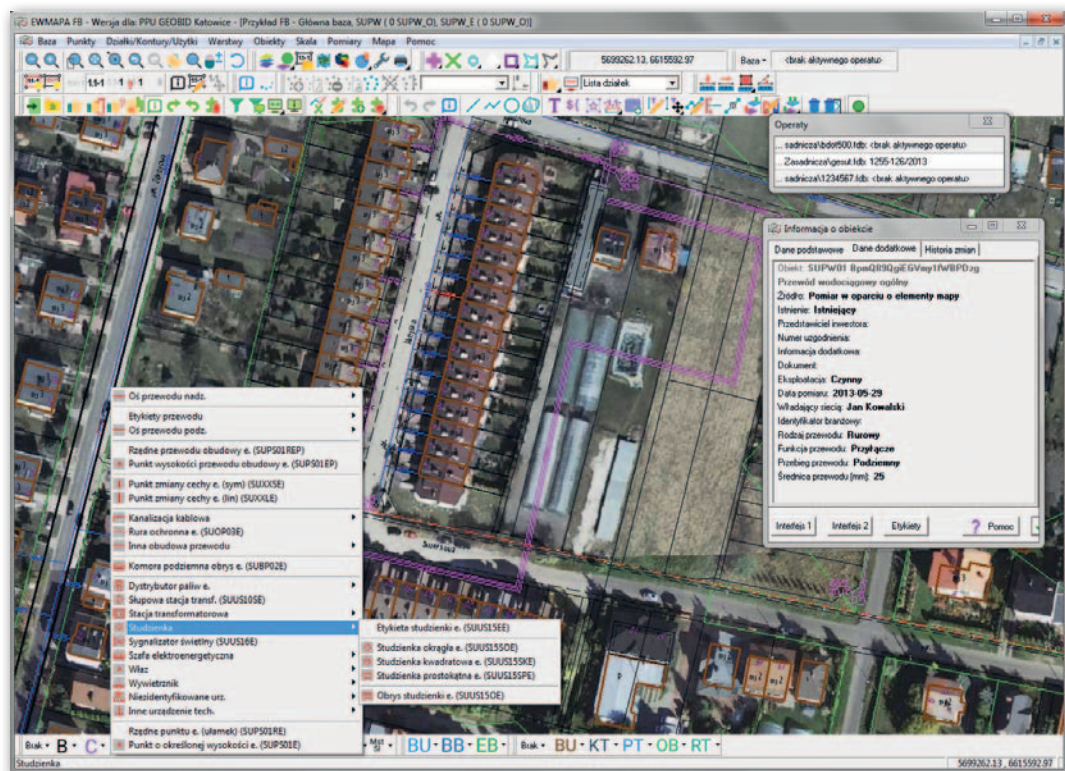 EWMAPA FB - Wersja dla: PPU GEOBID Katowice - [Przykład FB - Główna baza, SUPW ( 0 SUPW_O), SUPW_E ( 0 SUPW_O)]
Baza Punkty Działki/Kontury/Użytki Warstwy Obiekty Skala Pomiary Mapa Pomoc
5699262.13, 6615592.97 Baza <brak aktywnego operatu>
Lista działek
Operaty
... sadnicza\bdot500.fdb: <brak aktywnego operatu>
... Zasadnicza\gesut.fdb: 1255-126/2013
... sadnicza\1234567.fdb: <brak aktywnego operatu>
Informacja o obiekcie
Dane podstawowe Dane dodatkowe Historia zmian
Przewód wodociągowy ogólny
Źródło: Pomiar w oparciu o elementy mapy
Istnienie: Istniejący
Przedstawiciel inwestora:
Numer uzgodnienia:
Informacja dodatkowa:
Dokument:
Eksploatacja: Czynny
Data pomiaru: 2013-05-29
Władający siecią: Jan Kowalski
Identyfikator branżowy:
Rodzaj przewodu: Rurowy
Funkcja przewodu: Przyłącze
Przebieg przewodu: Podziemny
Średnica przewodu [mm]: 25
Interfejs 1 Interfejs 2 Etykiety ? Pomoc
Oś przewodu nadz.
Etykiety przewodu
Oś przewodu podz.
Rzędne przewodu obudowy e. (SUPS01REP)
Punkt wysokości przewodu obudowy e. (SUPS01EP)
Punkt zmiany cechy e. (sym) (SUXXSE)
Punkt zmiany cechy e. (lin) (SUXXLE)
Kanalizacja kablowa
Rura ochronna e. (SUOP03E)
Inna obudowa przewodu
Komora podziemna obrys e. (SUBP02E)
Dystrybutor paliw e.
Słupowa stacja transf. (SUUS10SE)
Stacja transformatorowa
Studzienka
Sygnalizator świetlny (SUUS16E)
Szafa elektroenergetyczna
Właz
Wywietrznik
Niezidentyfikowane urz.
Inne urządzenie tech.
Rzędne punktu e. (ułamek) (SUPS01RE)
Punkt o określonej wysokości e. (SUPS01E)
Etykieta studzienki e. (SUUS15EE)
Studzienka okrągła e. (SUUS15SOE)
Studzienka kwadratowa e. (SUUS15SKE)
Studzienka prostokątna e. (SUUS15SPE)
Obrys studzienki e. (SUUS15OE)
Brak B C BU BB EB Brak BU KT PT OB RT
Studzienka 5699262.13, 6615592.97